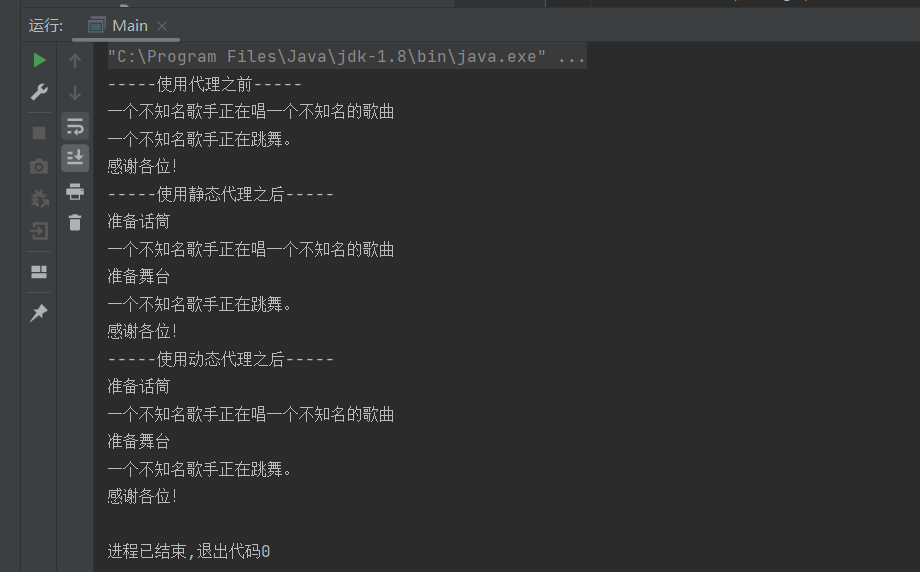 运行: Main
"C:\Program Files\Java\jdk-1.8\bin\java.exe" ...
-----使用代理之前-----
一个不知名歌手正在唱一个不知名的歌曲
一个不知名歌手正在跳舞。
感谢各位!
-----使用静态代理之后-----
准备话筒
一个不知名歌手正在唱一个不知名的歌曲
准备舞台
一个不知名歌手正在跳舞。
感谢各位!
-----使用动态代理之后-----
准备话筒
一个不知名歌手正在唱一个不知名的歌曲
准备舞台
一个不知名歌手正在跳舞。
感谢各位!
进程已结束,退出代码0